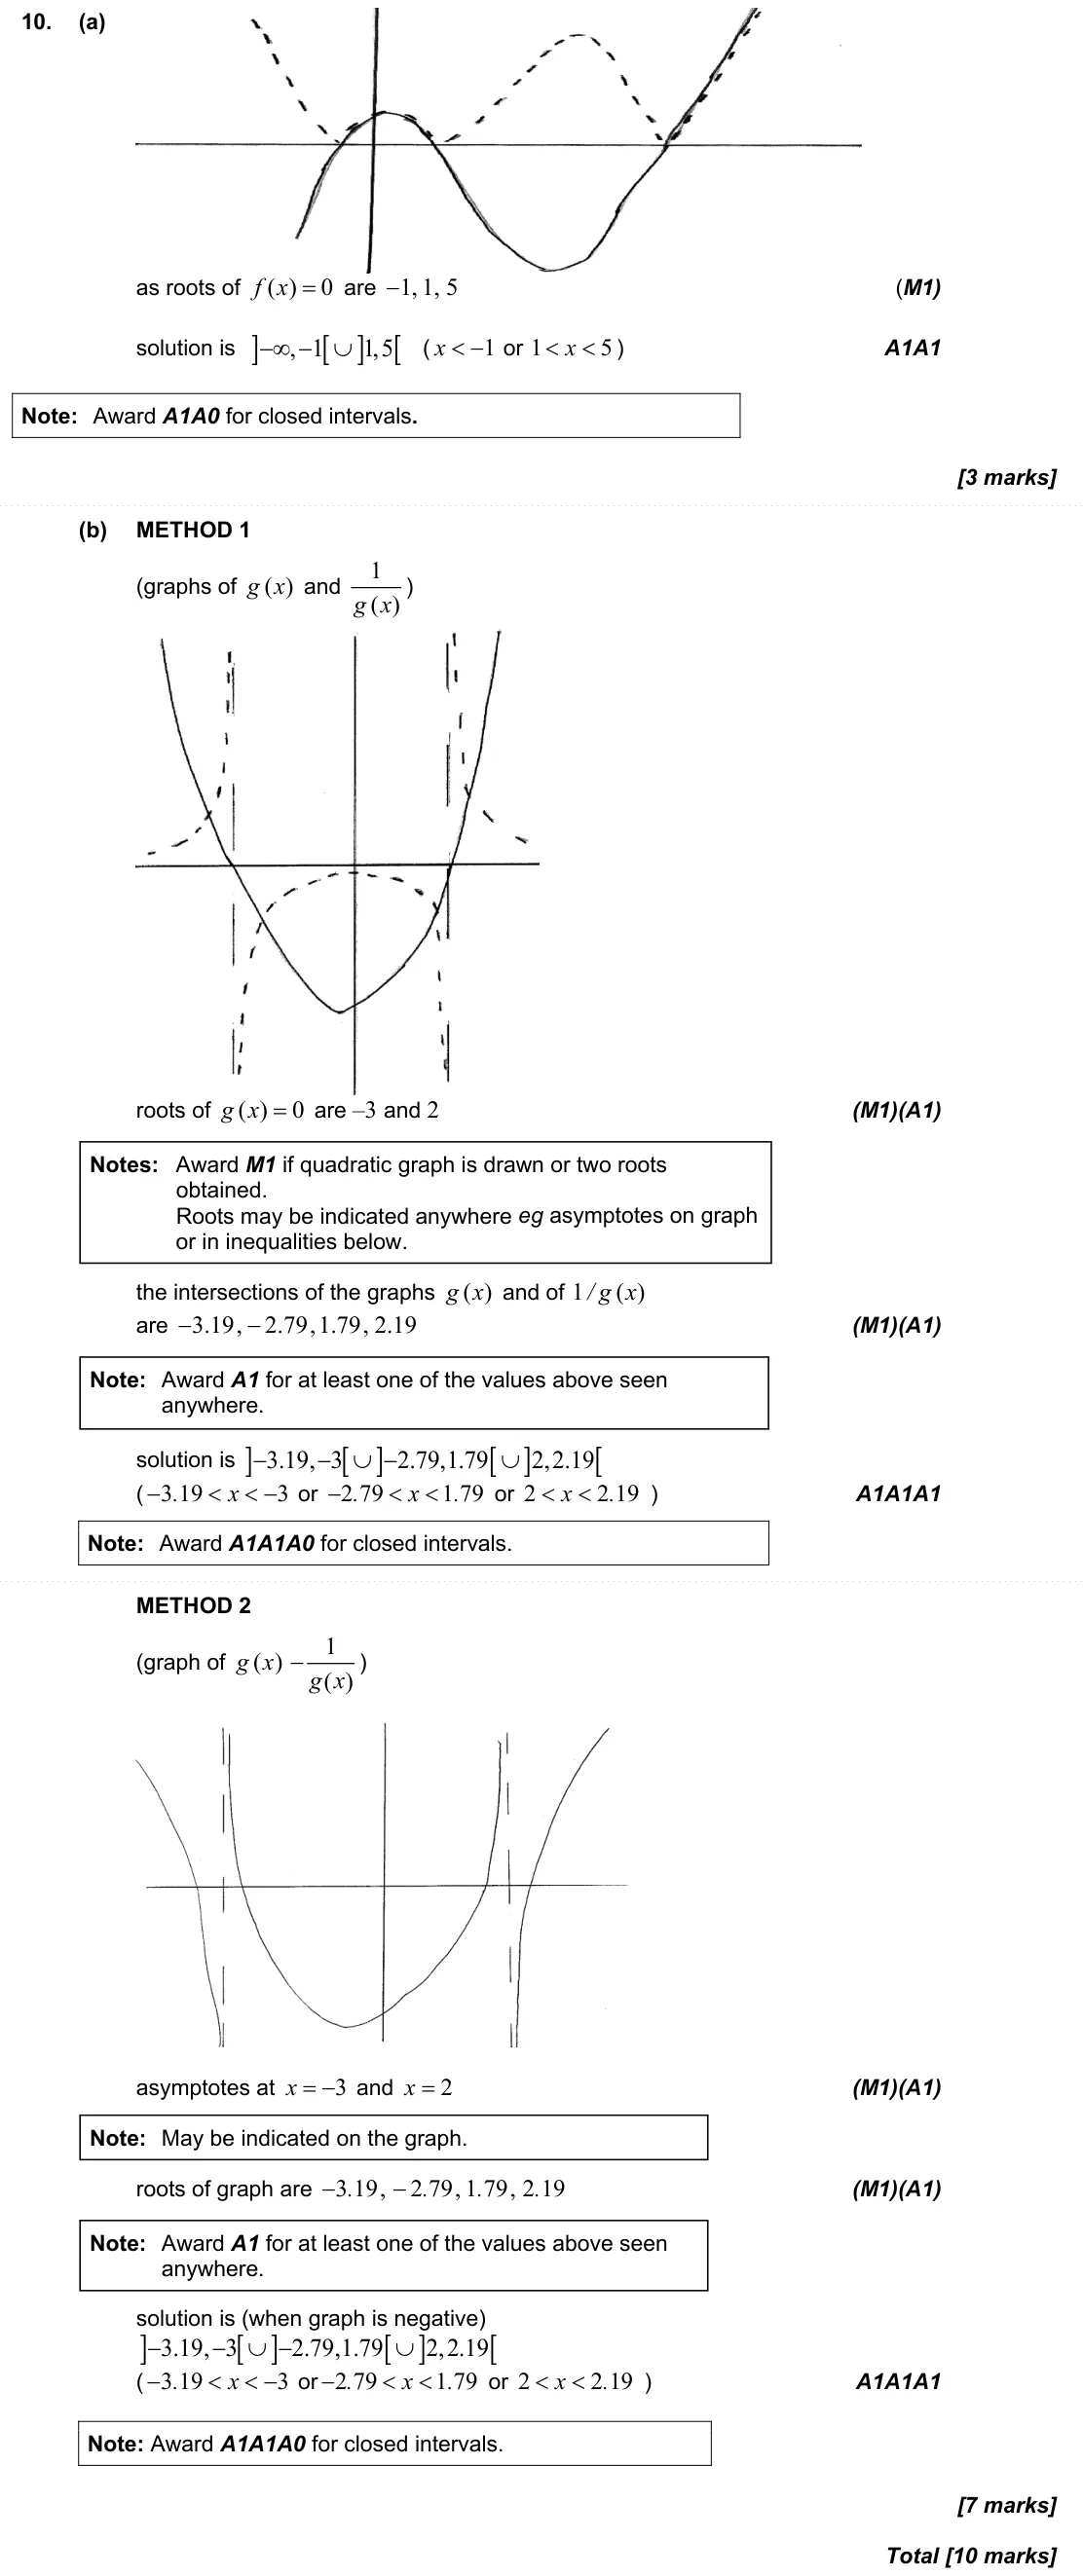 10. (a)
as roots of f(x) = 0 are −1, 1, 5 (M1)
solution is ]−∞, −1[ ∪ ]1, 5[ (x < −1 or 1 < x < 5) A1A1
Note: Award A1A0 for closed intervals.
[3 marks]
(b) METHOD 1
(graphs of g(x) and 1/g(x))
roots of g(x) = 0 are –3 and 2 (M1)(A1)
Notes: Award M1 if quadratic graph is drawn or two roots
obtained.
Roots may be indicated anywhere eg asymptotes on graph
or in inequalities below.
the intersections of the graphs g(x) and of 1/g(x)
are −3.19, −2.79, 1.79, 2.19 (M1)(A1)
Note: Award A1 for at least one of the values above seen
anywhere.
solution is ]−3.19, −3[ ∪ ]−2.79, 1.79[ ∪ ]2, 2.19[
(−3.19 < x < −3 or −2.79 < x < 1.79 or 2 < x < 2.19 ) A1A1A1
Note: Award A1A1A0 for closed intervals.
METHOD 2
(graph of g(x) − 1/g(x))
asymptotes at x = −3 and x = 2 (M1)(A1)
Note: May be indicated on the graph.
roots of graph are −3.19, −2.79, 1.79, 2.19 (M1)(A1)
Note: Award A1 for at least one of the values above seen
anywhere.
solution is (when graph is negative)
]−3.19, −3[ ∪ ]−2.79, 1.79[ ∪ ]2, 2.19[
(−3.19 < x < −3 or −2.79 < x < 1.79 or 2 < x < 2.19 ) A1A1A1
Note: Award A1A1A0 for closed intervals.
[7 marks]
Total [10 marks]